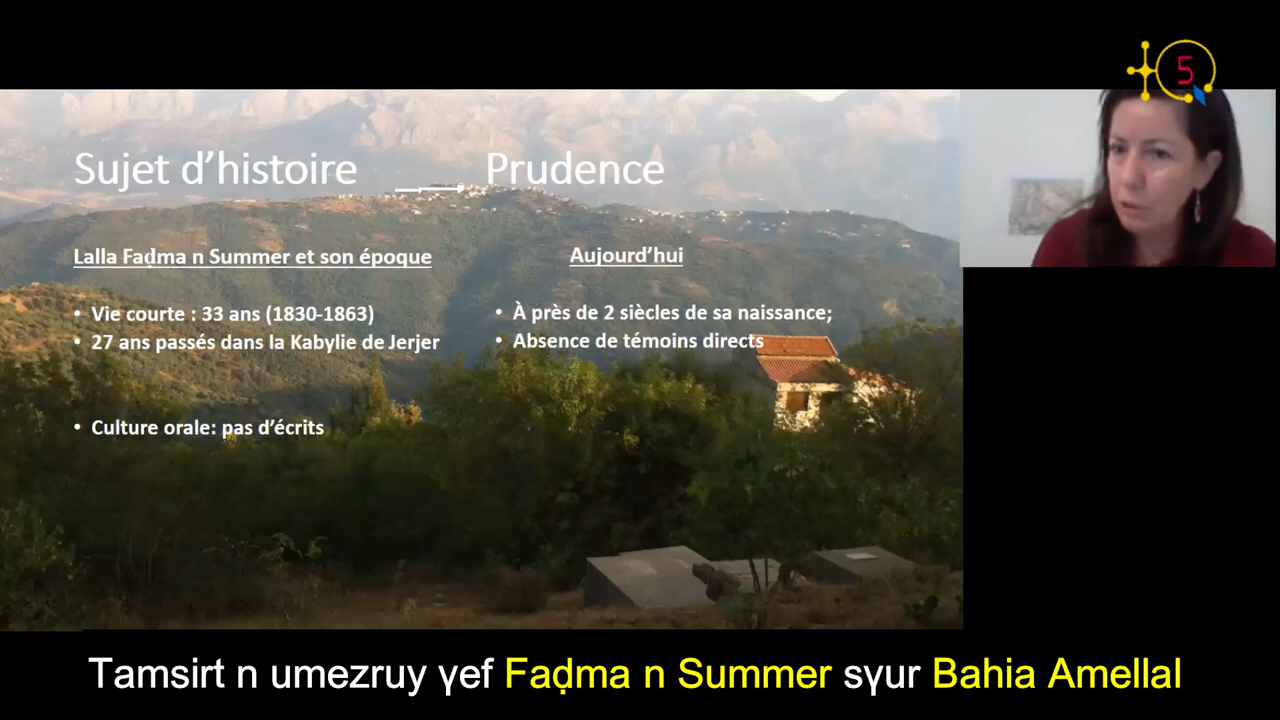 5
Sujet d’histoire
Prudence
Lalla Faḍma n Summer et son époque
• Vie courte : 33 ans (1830-1863)
• 27 ans passés dans la Kabylie de Jerjer
• Culture orale: pas d’écrits
Aujourd’hui
• À près de 2 siècles de sa naissance;
• Absence de témoins directs
Tamsirt n umezruy γef Faḍma n Summer sγur Bahia Amellal